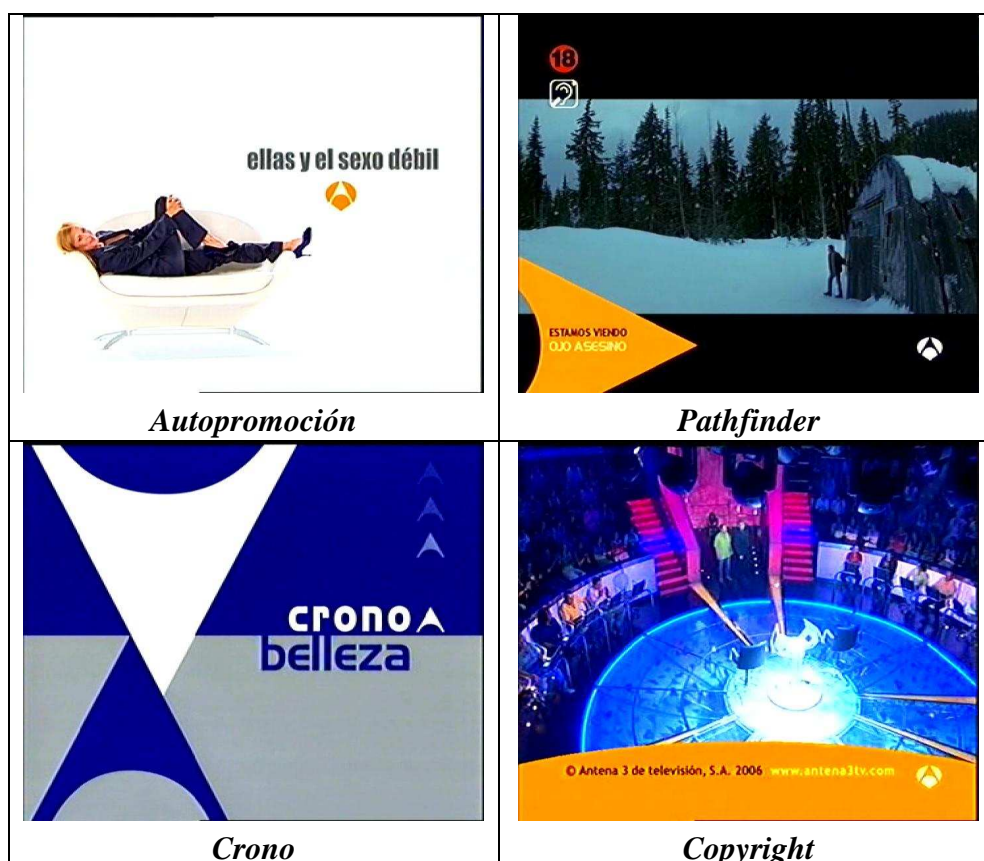 ellas y el sexo débil
18
ESTAMOS VIENDO
OJO ASESINO
Autopromoción
Pathfinder
crono
belleza
© Antena 3 de televisión, S.A. 2006 www.antena3tv.com
Crono
Copyright